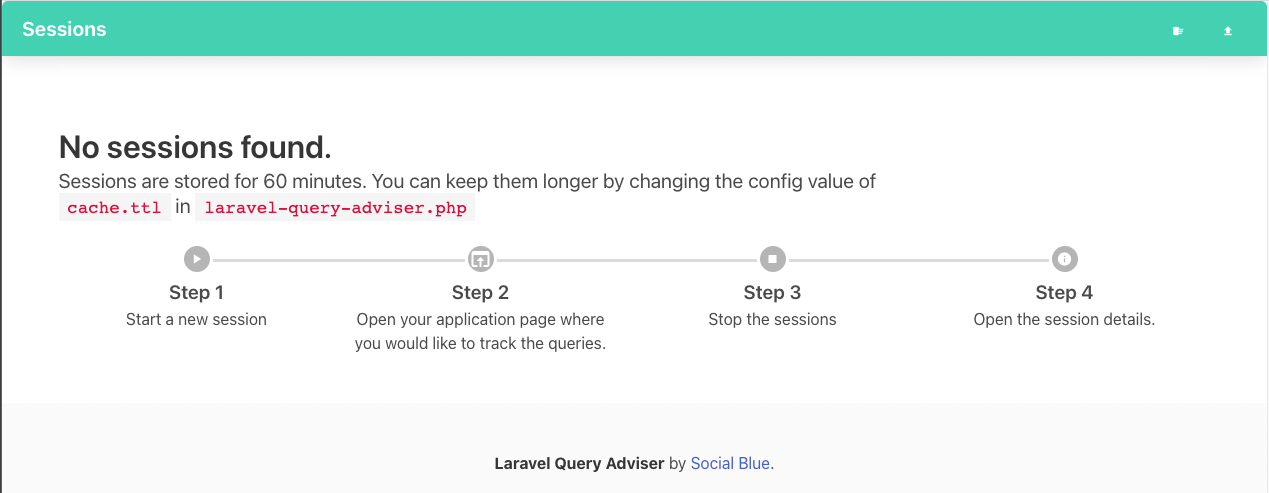 Sessions
No sessions found.
Sessions are stored for 60 minutes. You can keep them longer by changing the config value of
cache.ttl in laravel-query-adviser.php
Step 1
Start a new session
Step 2
Open your application page where
you would like to track the queries.
Step 3
Stop the sessions
Step 4
Open the session details.
Laravel Query Adviser by Social Blue.